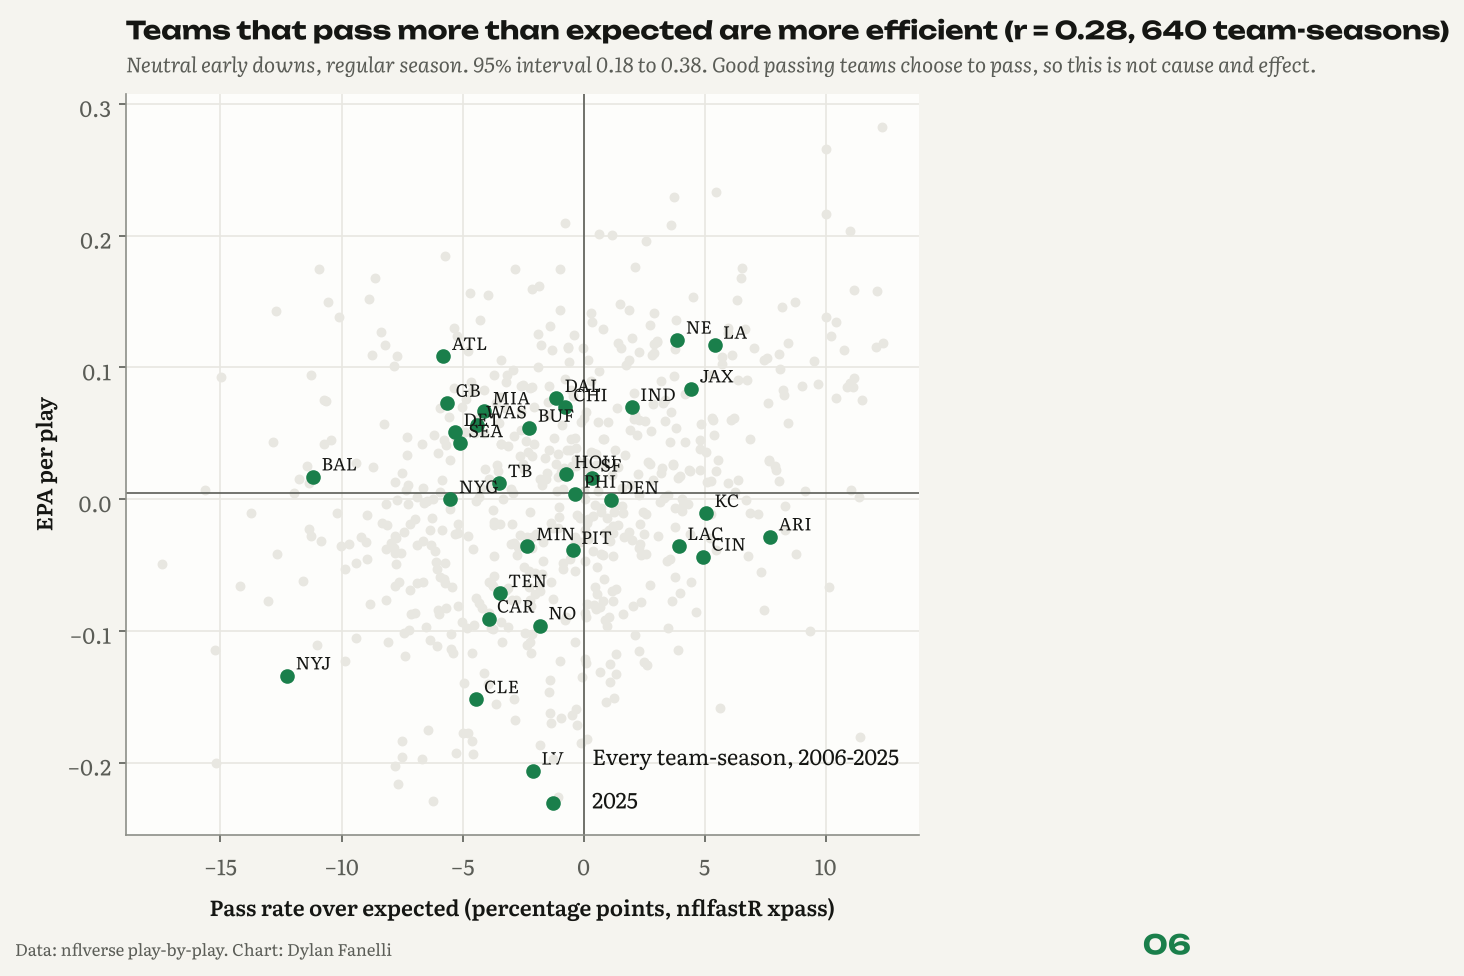 Teams that pass more than expected are more efficient (r = 0.28, 640 team-seasons)
Neutral early downs, regular season. 95% interval 0.18 to 0.38. Good passing teams choose to pass, so this is not cause and effect.
0.3
0.2
0.1
0.0
−0.1
−0.2
EPA per play
NE
LA
ATL
JAX
GB
MIA
DAL
CHI
IND
WAS
DET
BUF
SEA
BAL
TB
HOU
SF
NYG
PHI
DEN
KC
ARI
MIN
PIT
LAC
CIN
TEN
CAR
NO
NYJ
CLE
LV
Every team-season, 2006-2025
2025
−15
−10
−5
0
5
10
Pass rate over expected (percentage points, nflfastR xpass)
Data: nflverse play-by-play. Chart: Dylan Fanelli
06